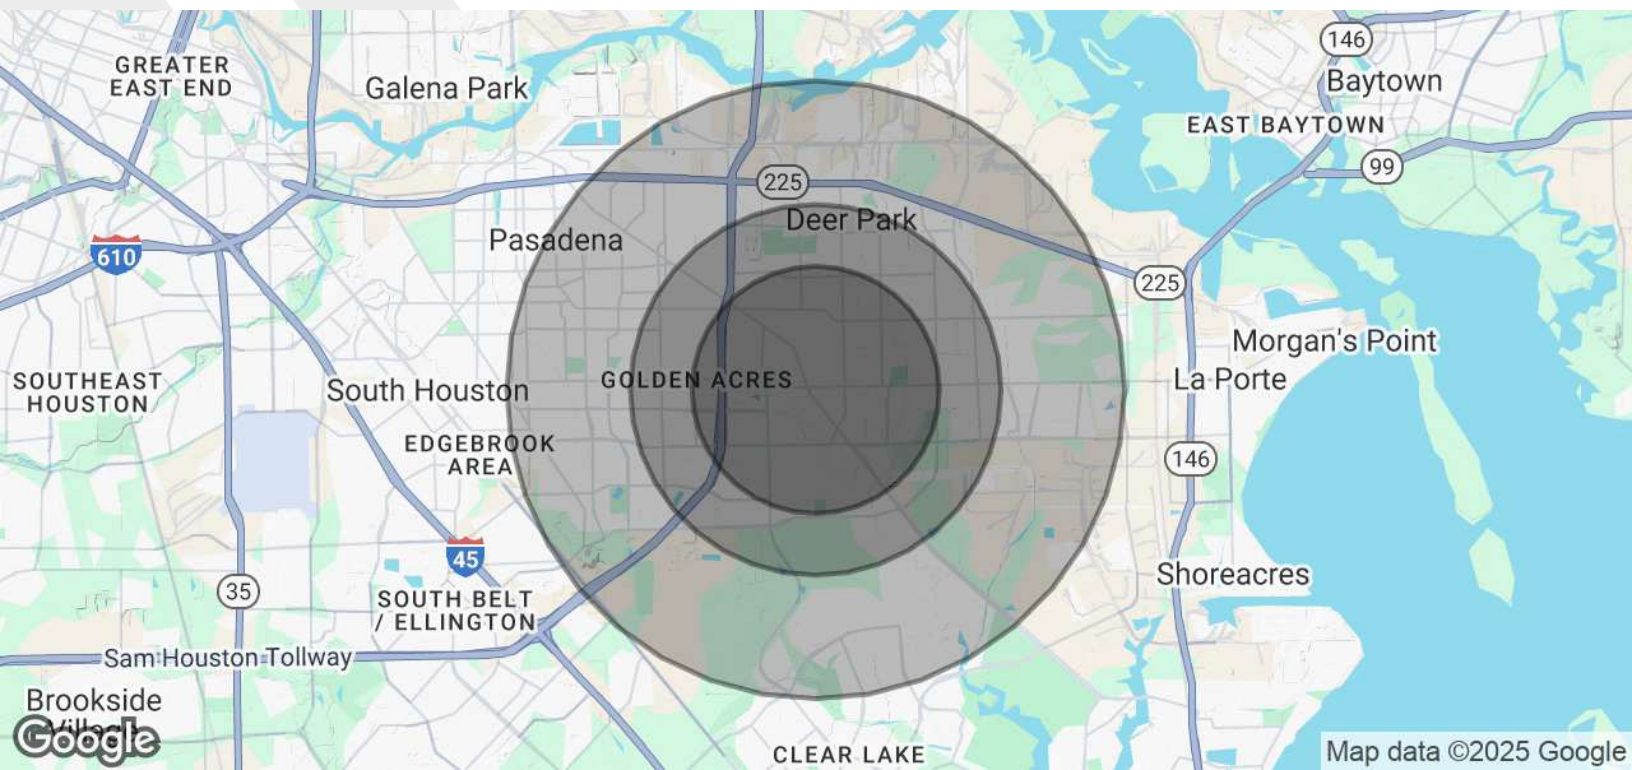 146
GREATER
EAST END
Galena Park
Baytown
EAST BAYTOWN
99
225
Deer Park
Pasadena
610
225
Morgan's Point
SOUTHEAST
HOUSTON
South Houston
GOLDEN ACRES
La Porte
EDGEBROOK
AREA
146
45
Shoreacres
35
SOUTH BELT
/ ELLINGTON
Sam Houston Tollway
Brookside
Village
Google
CLEAR LAKE
Map data ©2025 Google